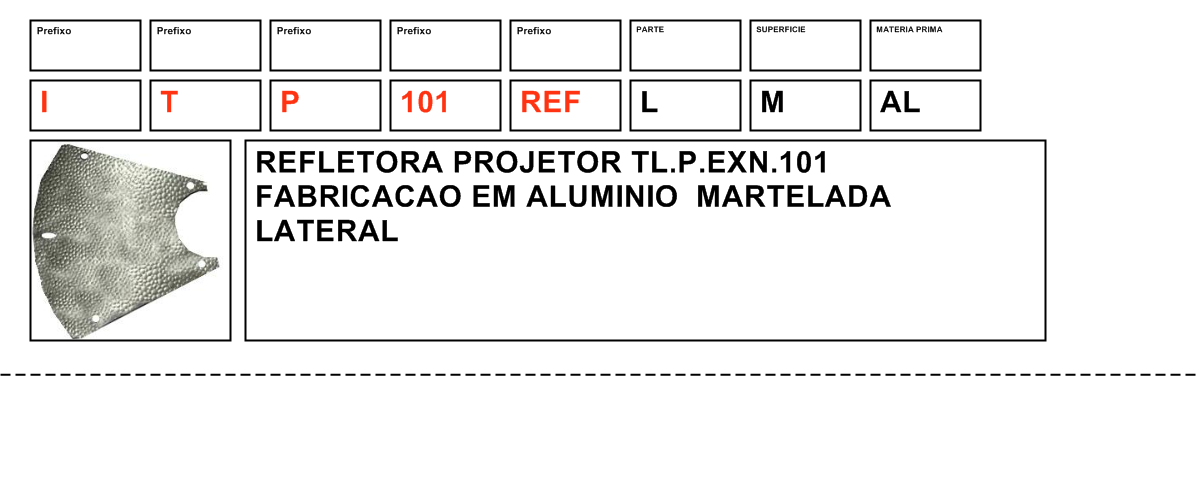 Prefixo Prefixo Prefixo Prefixo Prefixo PARTE SUPERFICIE MATERIA PRIMA
I T P 101 REF L M AL
REFLETORA PROJETOR TL.P.EXN.101
FABRICACAO EM ALUMINIO MARTELADA
LATERAL